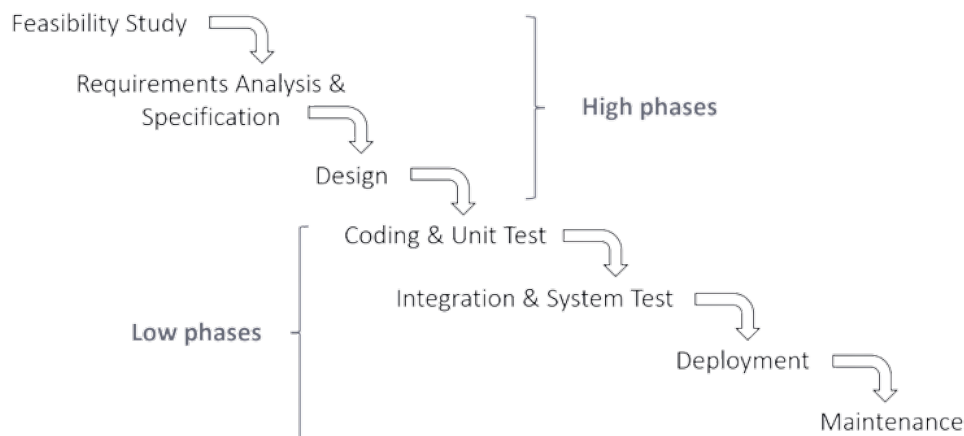 Feasibility Study
Requirements Analysis &
Specification
High phases
Design
Coding & Unit Test
Integration & System Test
Low phases
Deployment
Maintenance